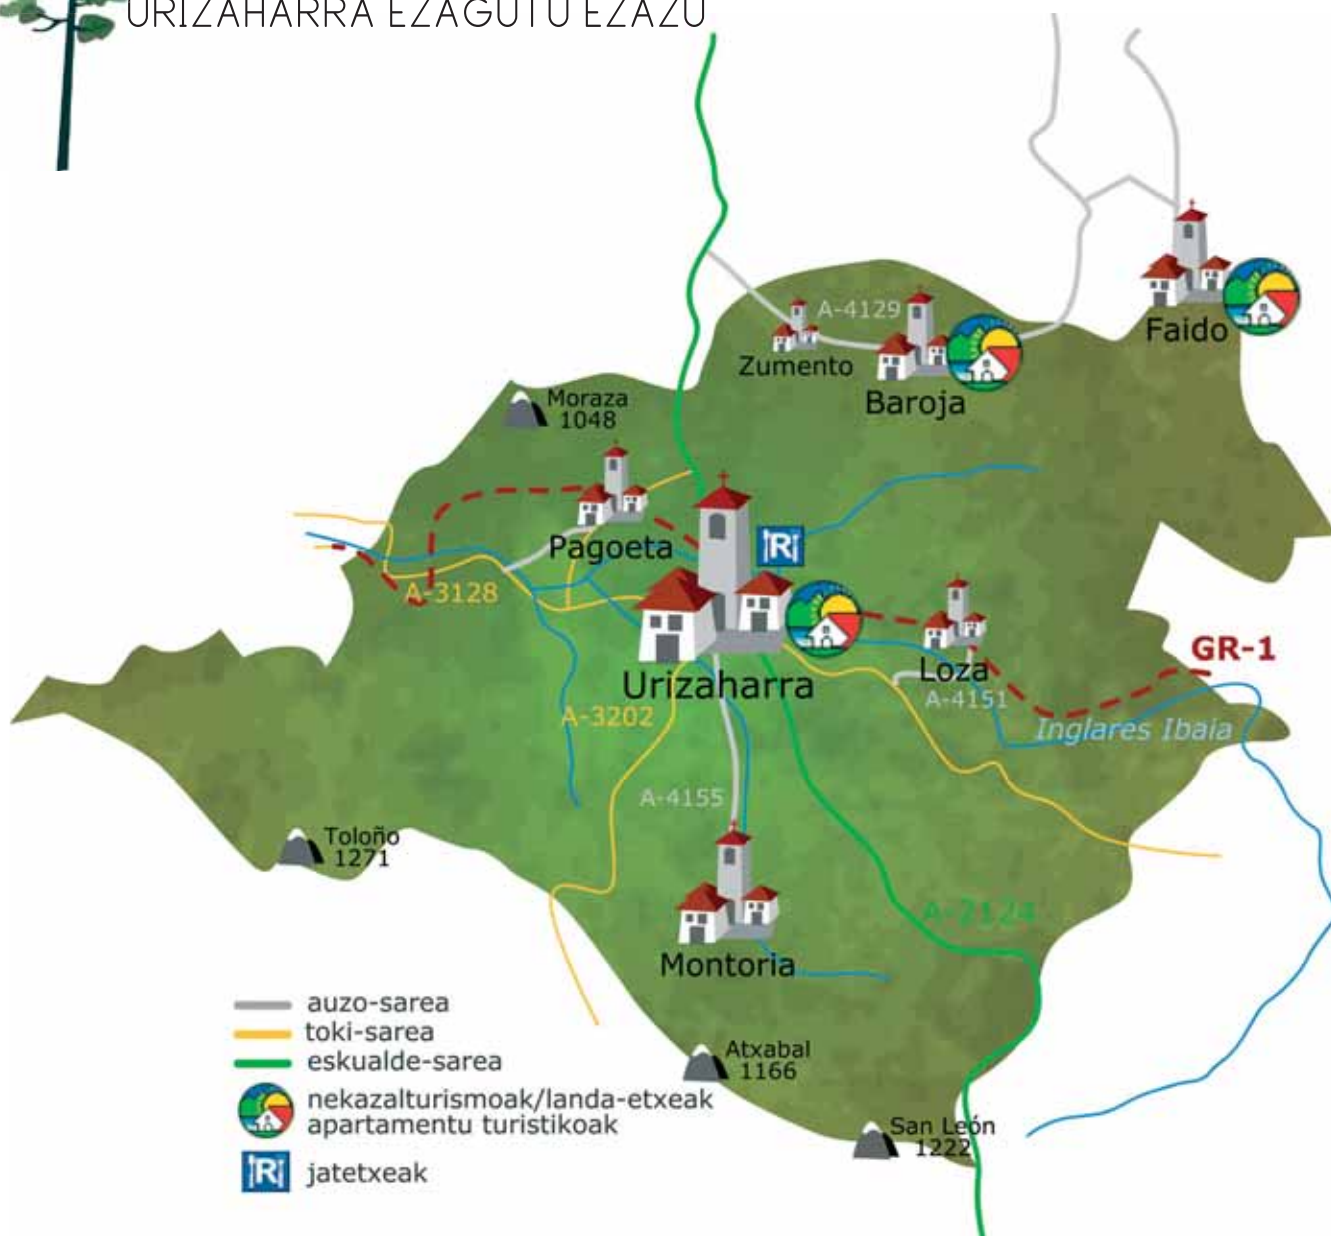 URIZAHARRA EZAGUTU EZAZU
A-4129
Faido
Zumento
Baroja
Moraza
1048
R
Pagoeta
A-3128
GR-1
Loza
Urizaharra
A-4151
A-3202
Inglares Ibaia
A-4155
Toloño
1271
A-2124
Montoria
auzo-sarea
toki-sarea
eskualde-sarea
Atxabal
1166
nekazalturismoak/landa-etxeak
apartamentu turistikoak
San León
1222
R
jatetxeak